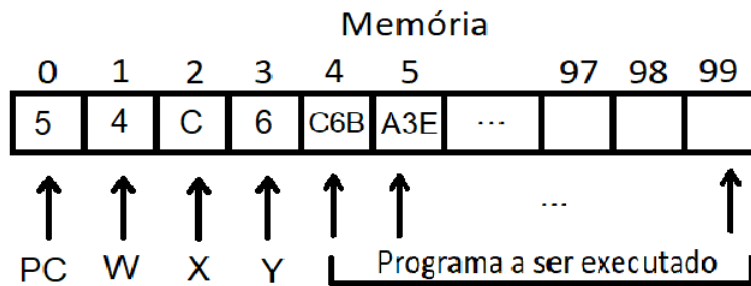 Memória
0 1 2 3 4 5 97 98 99
5 4 C 6 C6B A3E ...
...
PC W X Y Programa a ser executado